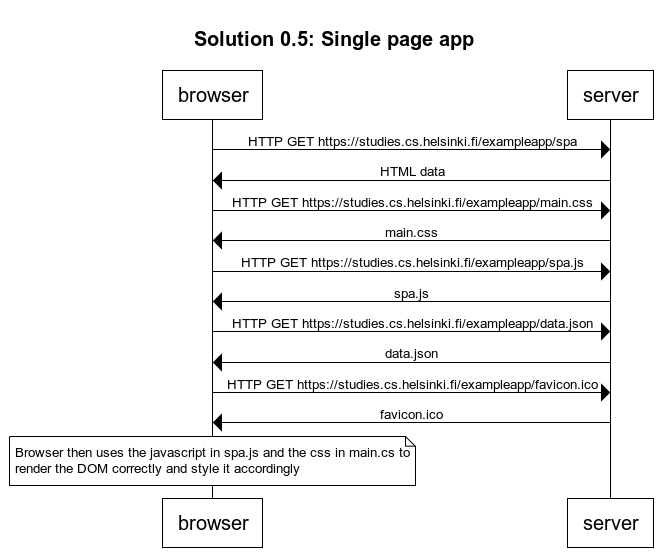 Solution 0.5: Single page app
browser
server
HTTP GET https://studies.cs.helsinki.fi/exampleapp/spa
HTML data
HTTP GET https://studies.cs.helsinki.fi/exampleapp/main.css
main.css
HTTP GET https://studies.cs.helsinki.fi/exampleapp/spa.js
spa.js
HTTP GET https://studies.cs.helsinki.fi/exampleapp/data.json
data.json
HTTP GET https://studies.cs.helsinki.fi/exampleapp/favicon.ico
favicon.ico
Browser then uses the javascript in spa.js and the css in main.cs to
render the DOM correctly and style it accordingly
browser
server